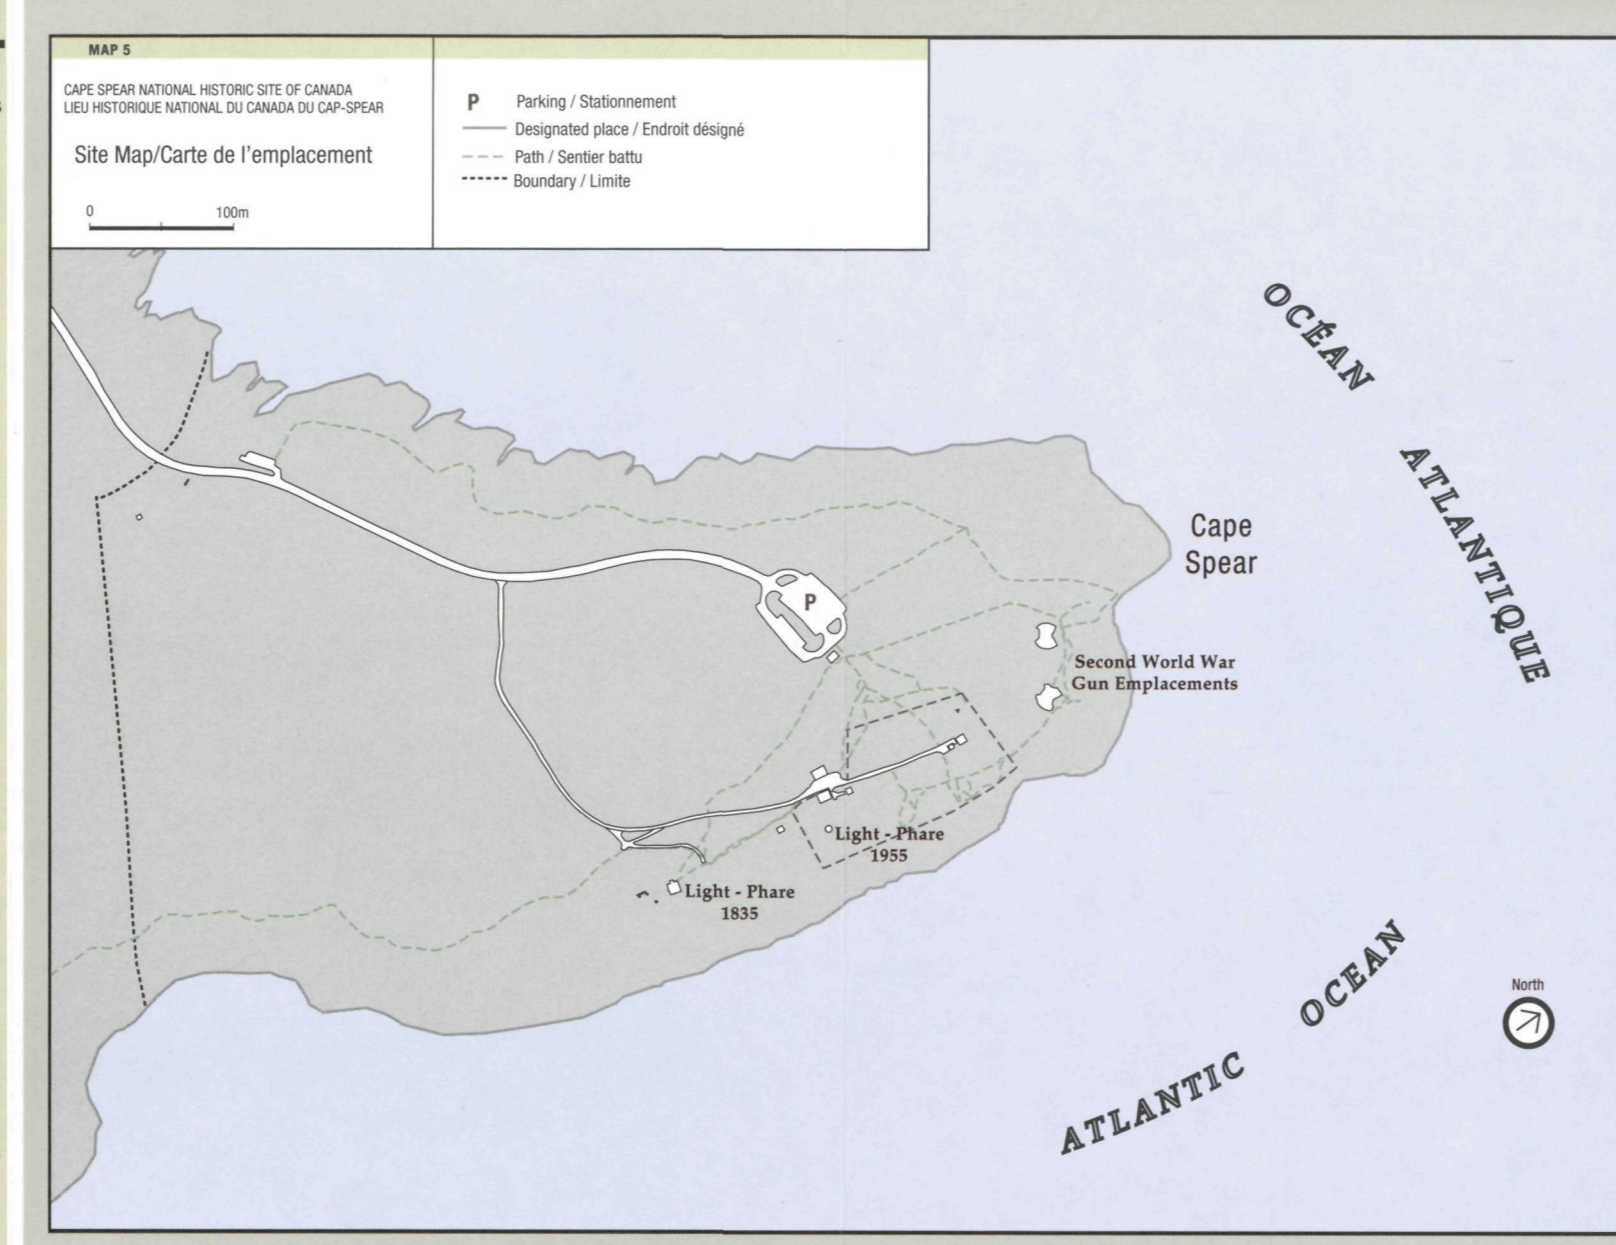 MAP 5
CAPE SPEAR NATIONAL HISTORIC SITE OF CANADA
LIEU HISTORIQUE NATIONAL DU CANADA DU CAP-SPEAR
Site Map/Carte de l'emplacement
0 100m
P Parking / Stationnement
Designated place / Endroit désigné
Path / Sentier battu
Boundary / Limite
OCÉAN
ATLANTIQUE
Cape
Spear
P
Second World War
Gun Emplacements
Light - Phare
1955
Light - Phare
1835
ATLANTIC OCEAN
North